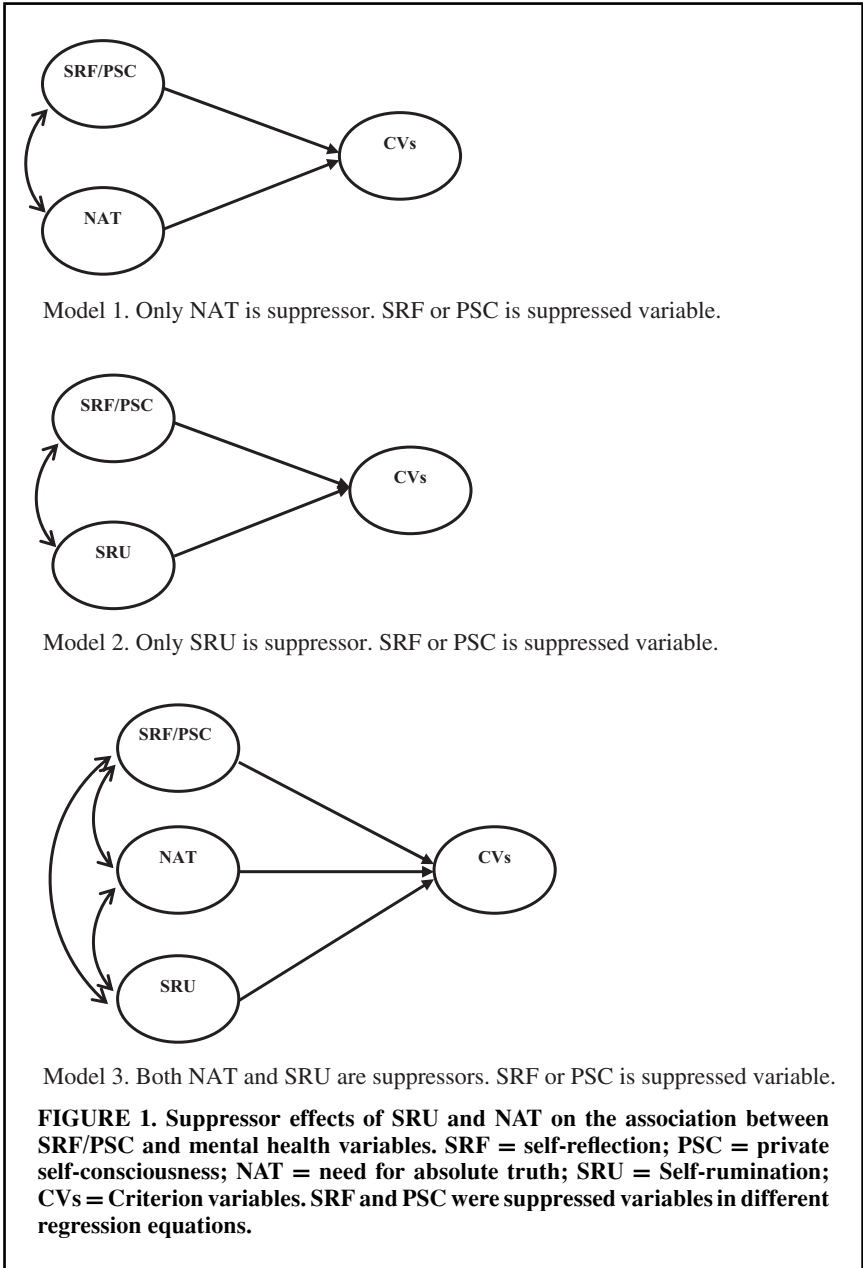 SRF/PSC
CVs
NAT
Model 1. Only NAT is suppressor. SRF or PSC is suppressed variable.
SRF/PSC
CVs
SRU
Model 2. Only SRU is suppressor. SRF or PSC is suppressed variable.
SRF/PSC
NAT
CVs
SRU
Model 3. Both NAT and SRU are suppressors. SRF or PSC is suppressed variable.
FIGURE 1. Suppressor effects of SRU and NAT on the association between
SRF/PSC and mental health variables. SRF = self-reflection; PSC = private
self-consciousness; NAT = need for absolute truth; SRU = Self-rumination;
CVs = Criterion variables. SRF and PSC were suppressed variables in different
regression equations.